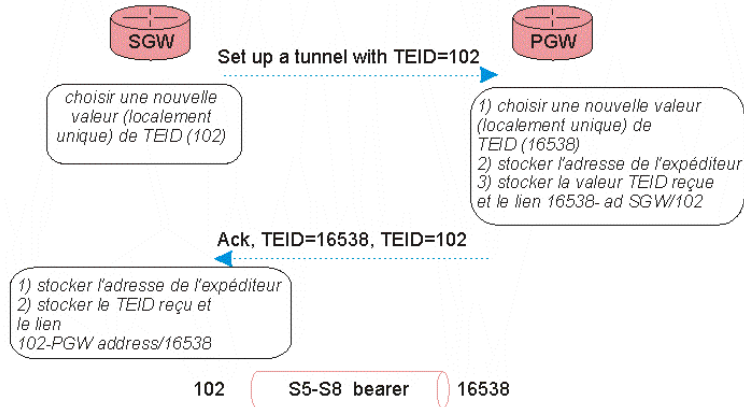 SGW
PGW
Set up a tunnel with TEID=102
choisir une nouvelle
valeur (localement
unique) de TEID (102)
1) choisir une nouvelle valeur
(localement unique) de
TEID (16538)
2) stocker l'adresse de l'expéditeur
3) stocker la valeur TEID reçue
et le lien 16538- ad SGW/102
Ack, TEID=16538, TEID=102
1) stocker l'adresse de l'expéditeur
2) stocker le TEID reçu et
le lien
102-PGW address/16538
102 S5-S8 bearer 16538